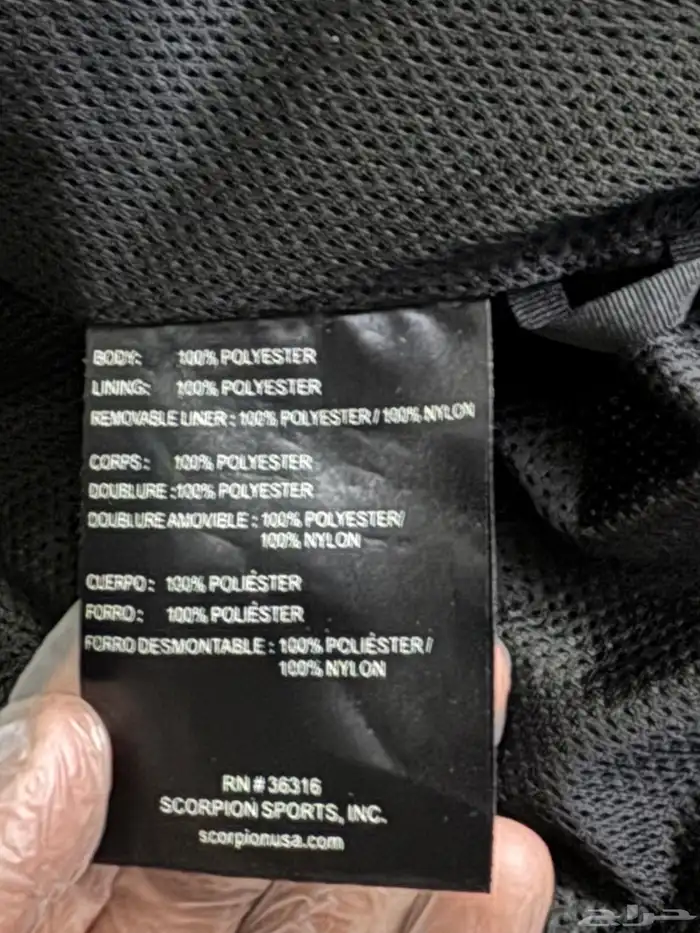 BODY: 100% POLYESTER
LINING: 100% POLYESTER
REMOVABLE LINER : 100% POLYESTER / 100% NYLON
CORPS : 100% POLYESTER
DOUBLURE :100% POLYESTER
DOUBLURE AMOVIBLE : 100% POLYESTER/
100% NYLON
CUERPO : 100% POLIÉSTER
FORRO : 100% POLIÉSTER
FORRO DESMONTABLE : 100% POLIÉSTER /
100% NYLON
RN # 36316
SCORPION SPORTS, INC.
scorpionusa.com
حراج